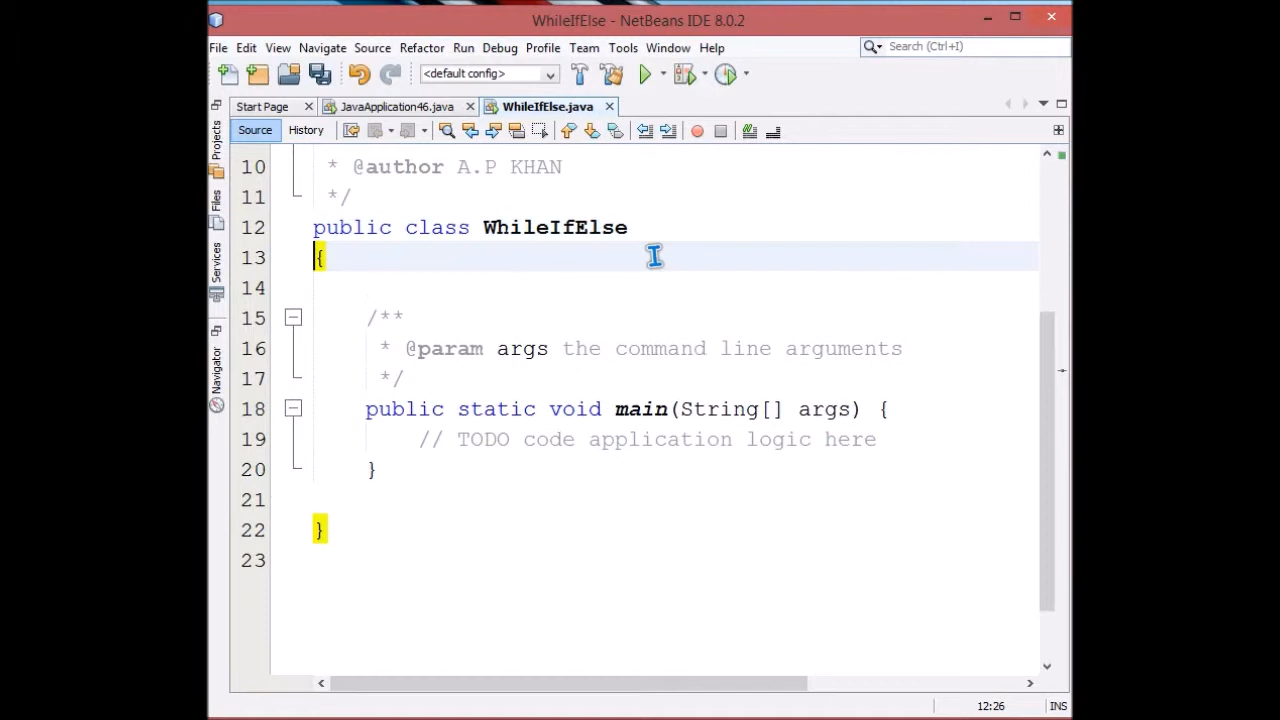 WhileIfElse - NetBeans IDE 8.0.2
File Edit View Navigate Source Refactor Run Debug Profile Team Tools Window Help
Search (Ctrl+I)
<default config>
Start Page JavaApplication46.java WhileIfElse.java
Source History
Projects
Files
Services
Navigator
10 * @author A.P KHAN
11 */
12 public class WhileIfElse
13 {
14
15 /**
16 * @param args the command line arguments
17 */
18 public static void main(String[] args) {
19 // TODO code application logic here
20 }
21
22 }
23
12:26 INS